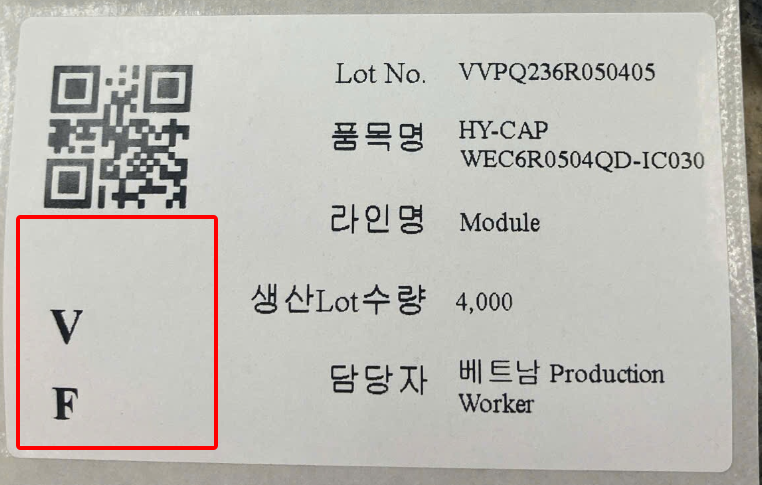 Lot No. VVPQ236R050405
품목명 HY-CAP
WEC6R0504QD-IC030
라인명 Module
생산Lot수량 4,000
담당자 베트남 Production
Worker
V
F